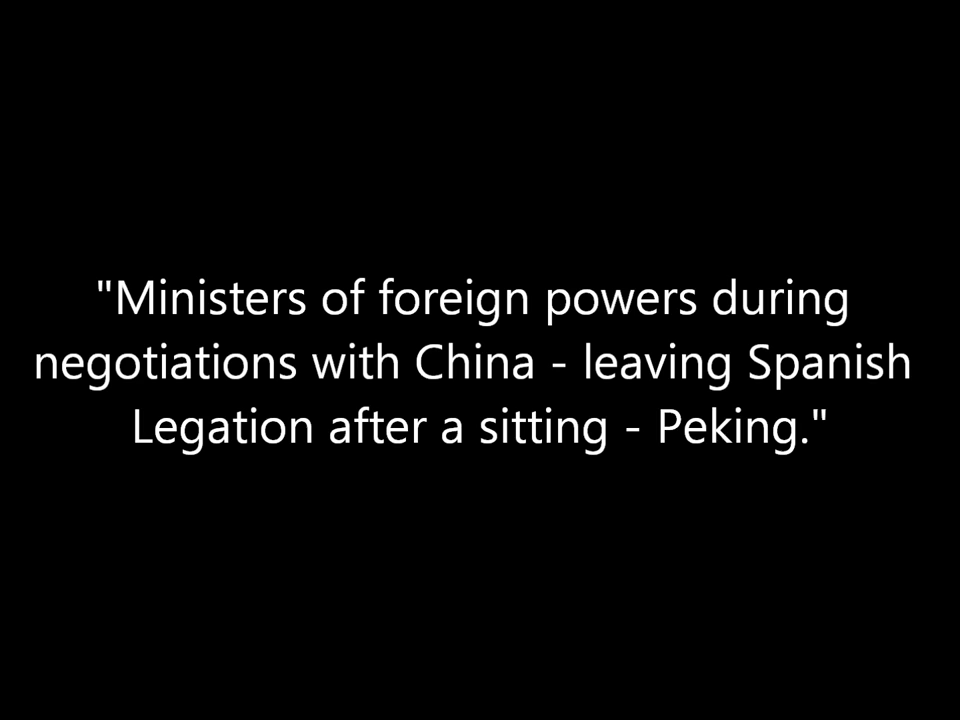 "Ministers of foreign powers during
negotiations with China - leaving Spanish
Legation after a sitting - Peking."